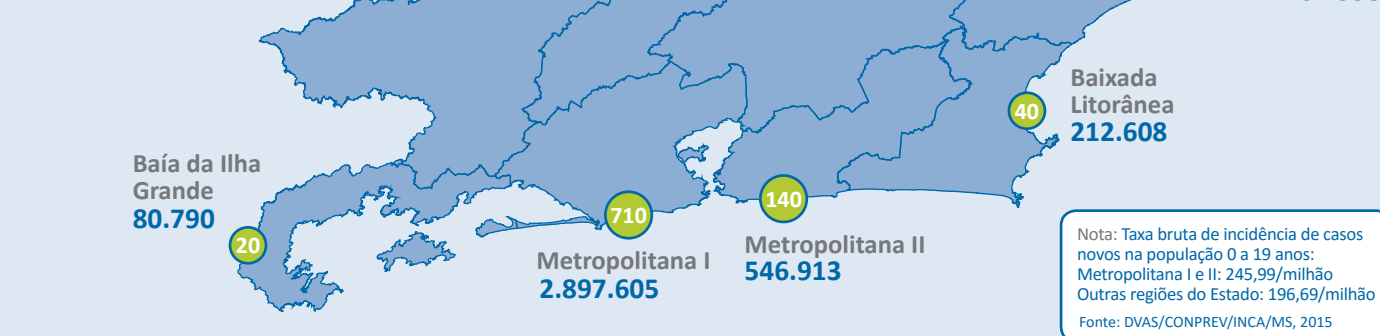 Baixada
Litorânea
212.608
40
Baía da Ilha
Grande
80.790
20
710
Metropolitana I
2.897.605
140
Metropolitana II
546.913
Nota: Taxa bruta de incidência de casos
novos na população 0 a 19 anos:
Metropolitana I e II: 245,99/milhão
Outras regiões do Estado: 196,69/milhão
Fonte: DVAS/CONPREV/INCA/MS, 2015